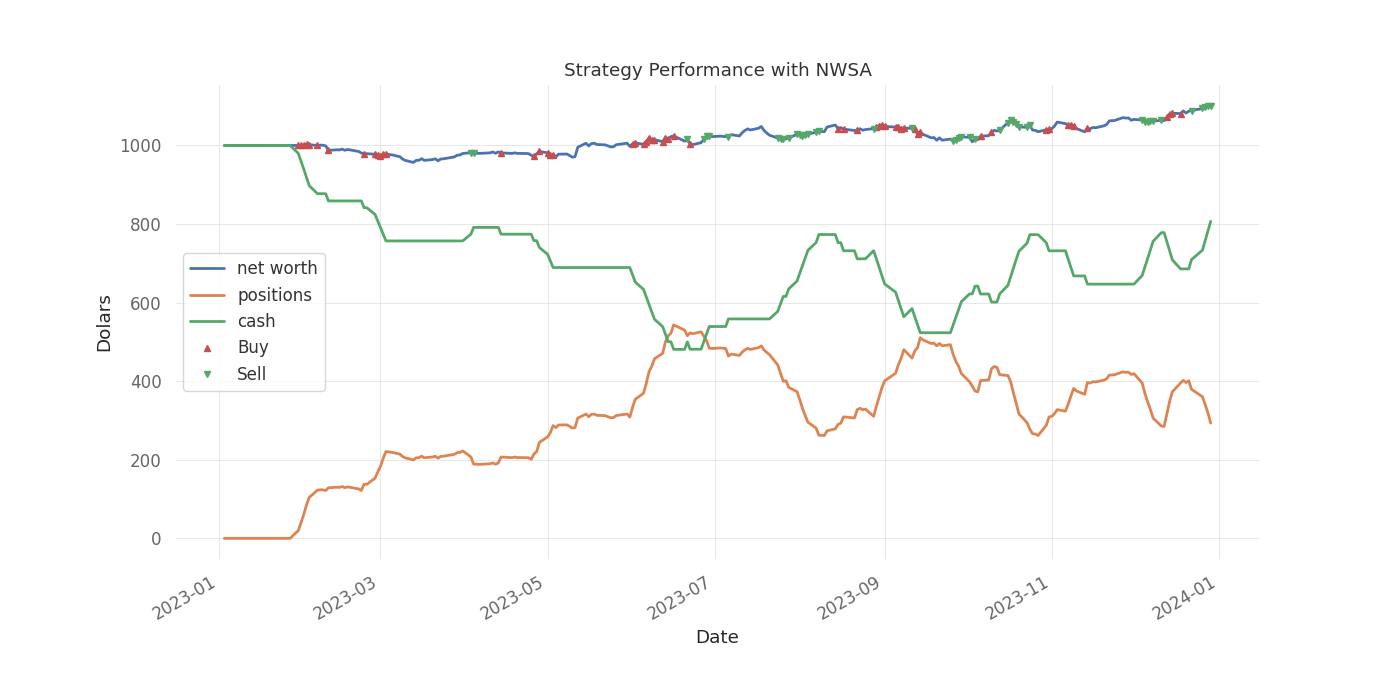 Strategy Performance with NWSA
1000
800
600
400
200
0
Dolars
net worth
positions
cash
Buy
Sell
2023-01
2023-03
2023-05
2023-07
2023-09
2023-11
2024-01
Date